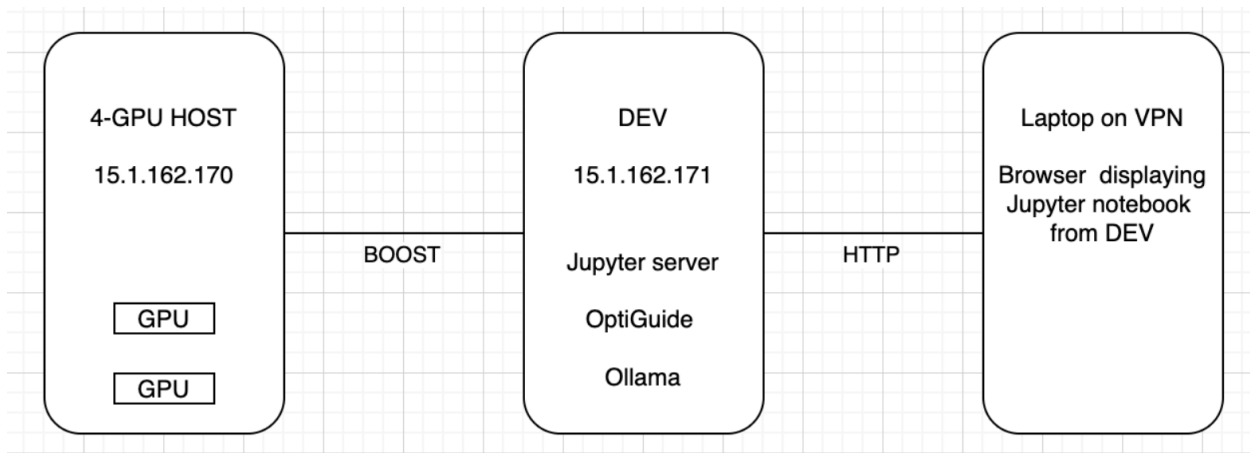 4-GPU HOST
15.1.162.170
GPU
GPU
BOOST
DEV
15.1.162.171
Jupyter server
OptiGuide
Ollama
HTTP
Laptop on VPN
Browser displaying
Jupyter notebook
from DEV